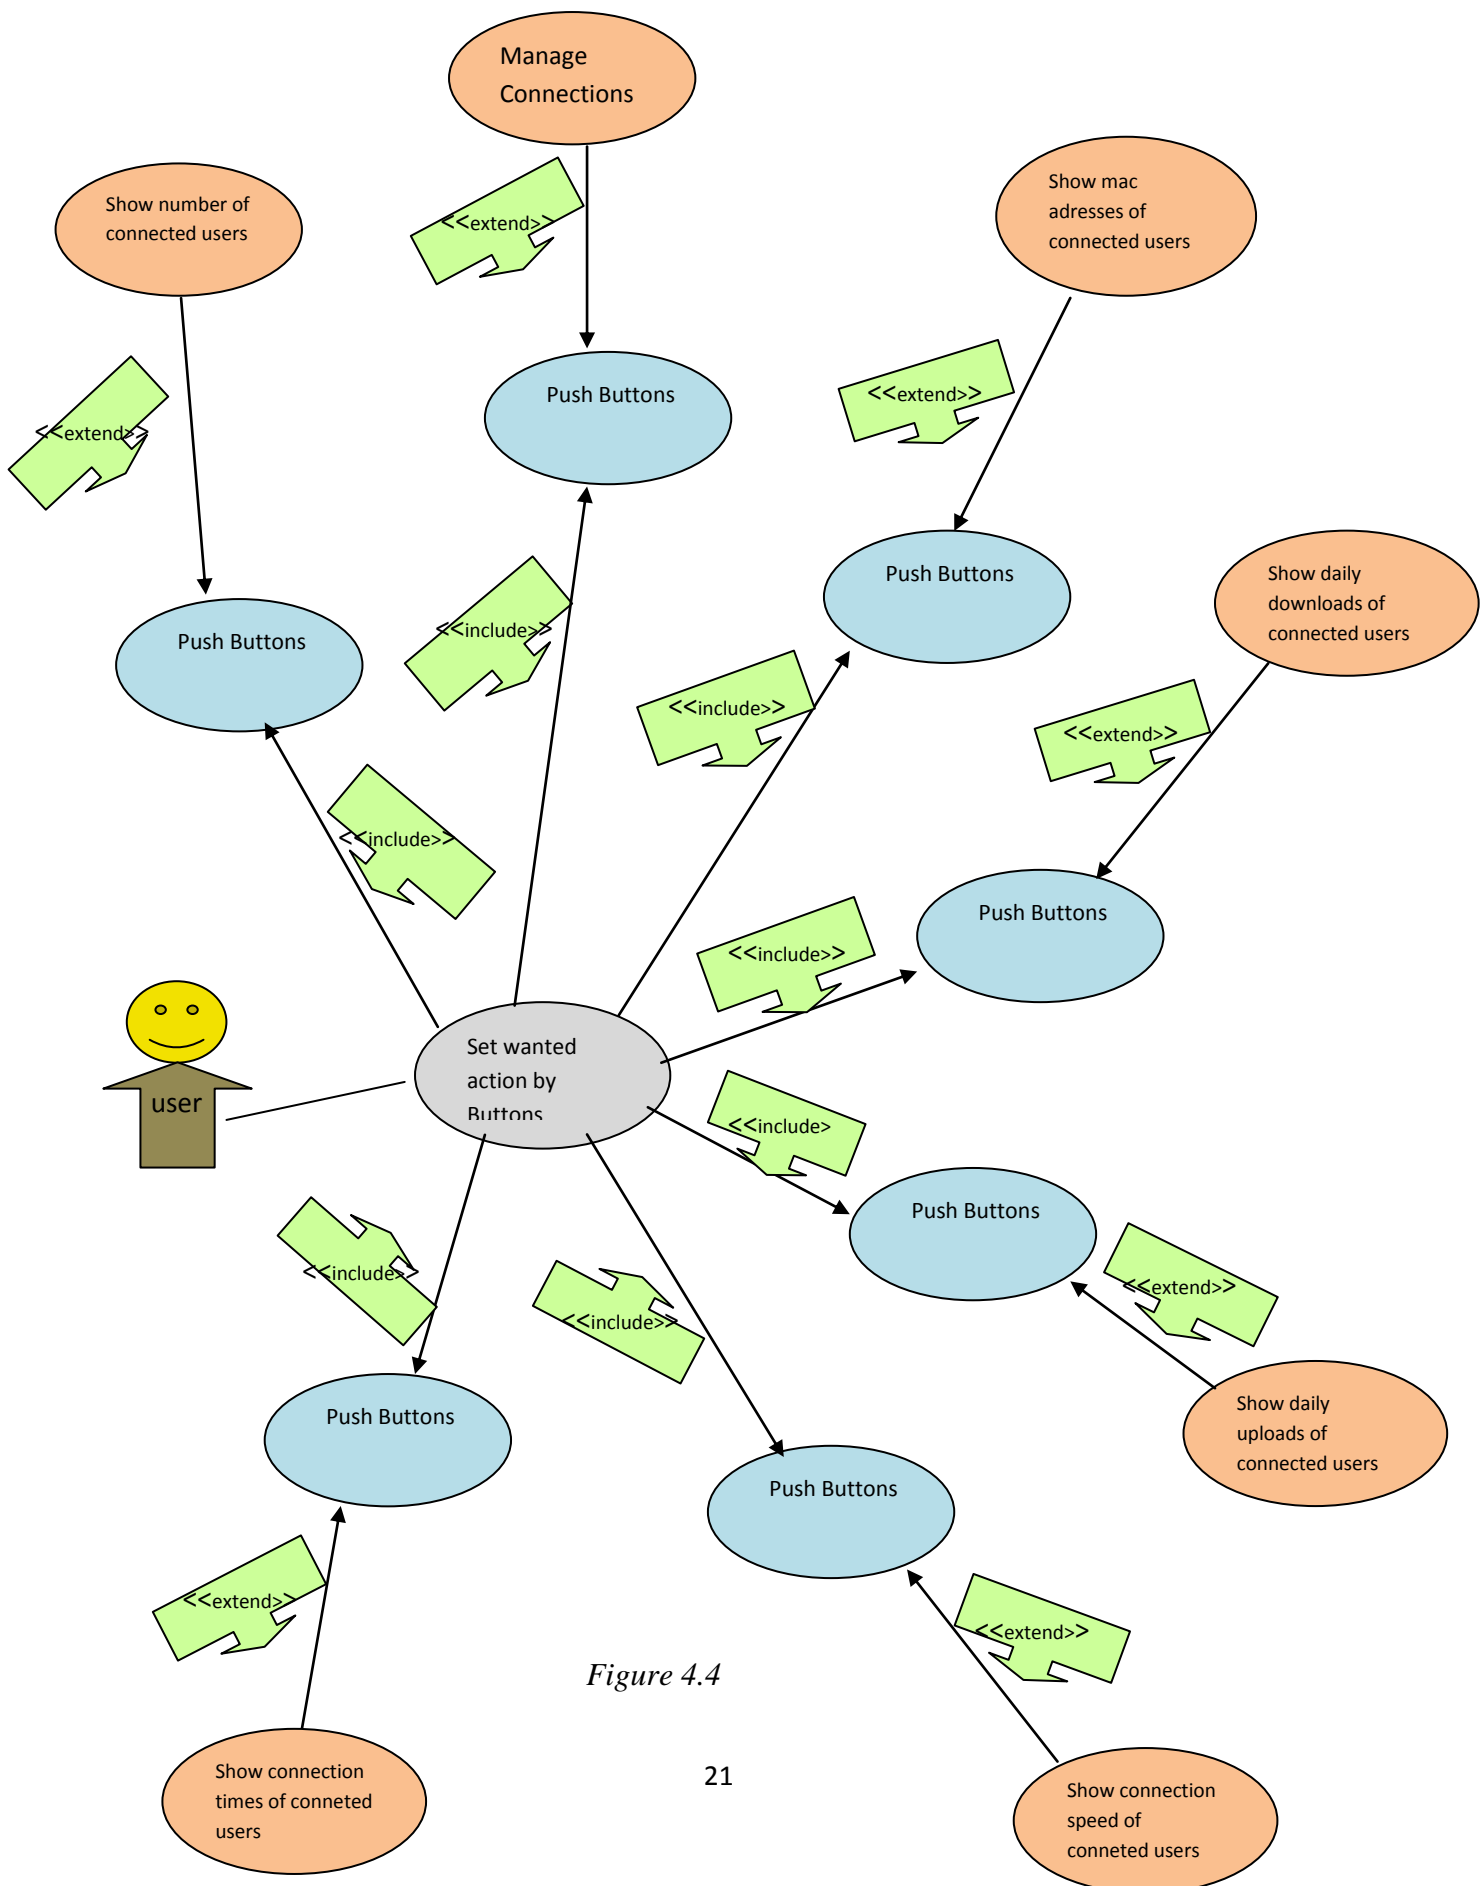 Manage
Connections
Show mac
adresses of
connected users
Show number of
connected users
<<extend>>
<<extend>>
<<extend>>
Push Buttons
Push Buttons
Show daily
downloads of
connected users
<<include>>
Push Buttons
<<include>>
<<extend>>
<<include>>
Push Buttons
<<include>>
Set wanted
action by
Buttons
user
<<include>
Push Buttons
<<include>>
<<extend>>
<<include>>
Show daily
uploads of
connected users
Push Buttons
Push Buttons
<<extend>>
<<extend>>
Figure 4.4
Show connection
times of conneted
users
21
Show connection
speed of
conneted users